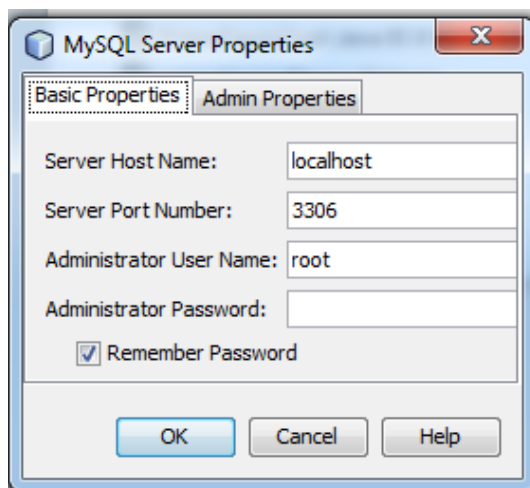 MySQL Server Properties
Basic Properties Admin Properties
Server Host Name: localhost
Server Port Number: 3306
Administrator User Name: root
Administrator Password:
Remember Password
OK Cancel Help